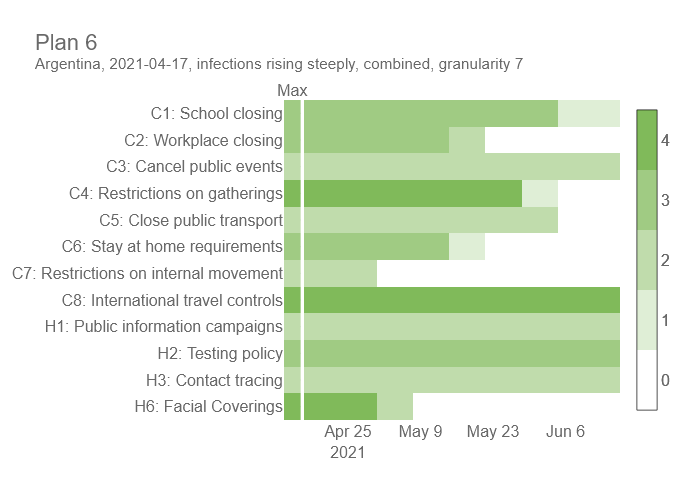 Plan 6
Argentina, 2021-04-17, infections rising steeply, combined, granularity 7
Max
C1: School closing
C2: Workplace closing
C3: Cancel public events
C4: Restrictions on gatherings
C5: Close public transport
C6: Stay at home requirements
C7: Restrictions on internal movement
C8: International travel controls
H1: Public information campaigns
H2: Testing policy
H3: Contact tracing
H6: Facial Coverings
Apr 25 May 9 May 23 Jun 6
2021
4
3
2
1
0